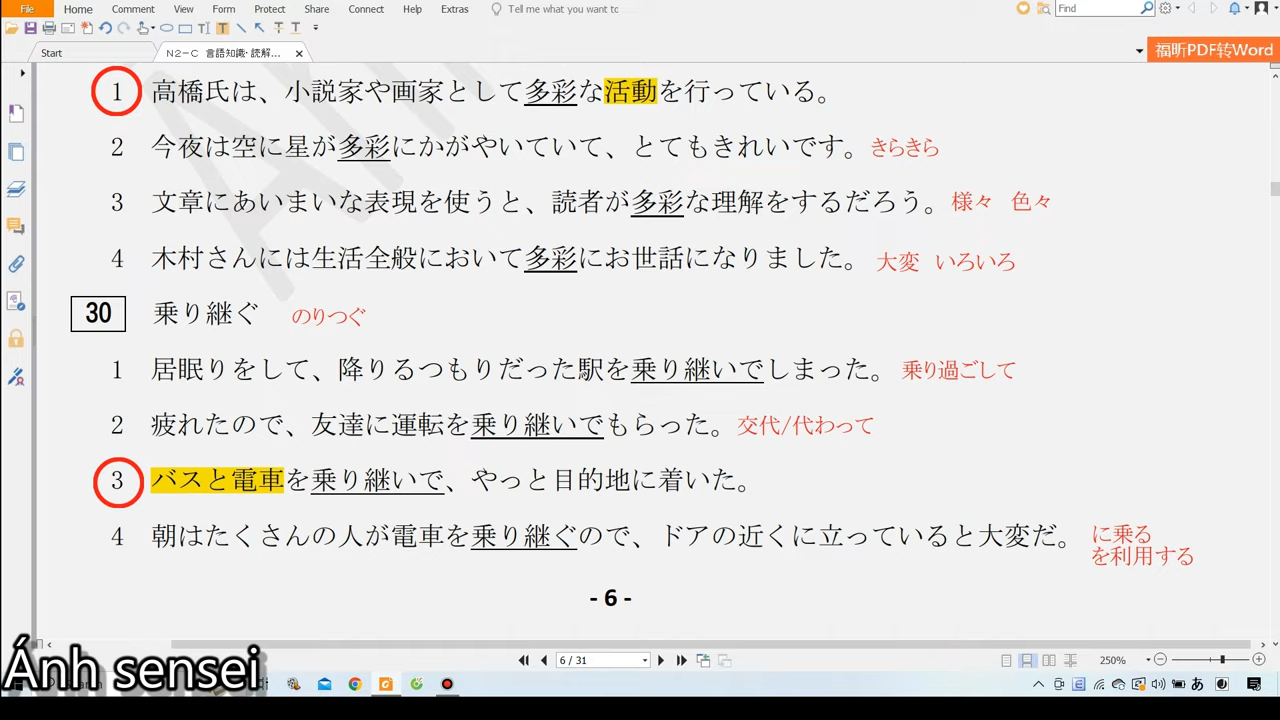 File Home Comment View Form Protect Share Connect Help Extras Tell me what you want to Find
Start N2-C 言語知識・読解... 福昕PDF转Word
1 高橋氏は、小説家や画家として多彩な活動を行っている。
2 今夜は空に星が多彩にかがやいていて、とてもきれいです。 きらきら
3 文章にあいまいな表現を使うと、読者が多彩な理解をするだろう。 様々 色々
4 木村さんには生活全般において多彩にお世話になりました。 大変 いろいろ
30 乗り継ぐ のりつぐ
1 居眠りをして、降りるつもりだった駅を乗り継いでしまった。 乗り過ごして
2 疲れたので、友達に運転を乗り継いでもらった。 交代/代わって
3 バスと電車を乗り継いで、やっと目的地に着いた。
4 朝はたくさんの人が電車を乗り継ぐので、ドアの近くに立っていると大変だ。 に乗る
を利用する
- 6 -
6 / 31 250%
Ánh sensei
あ